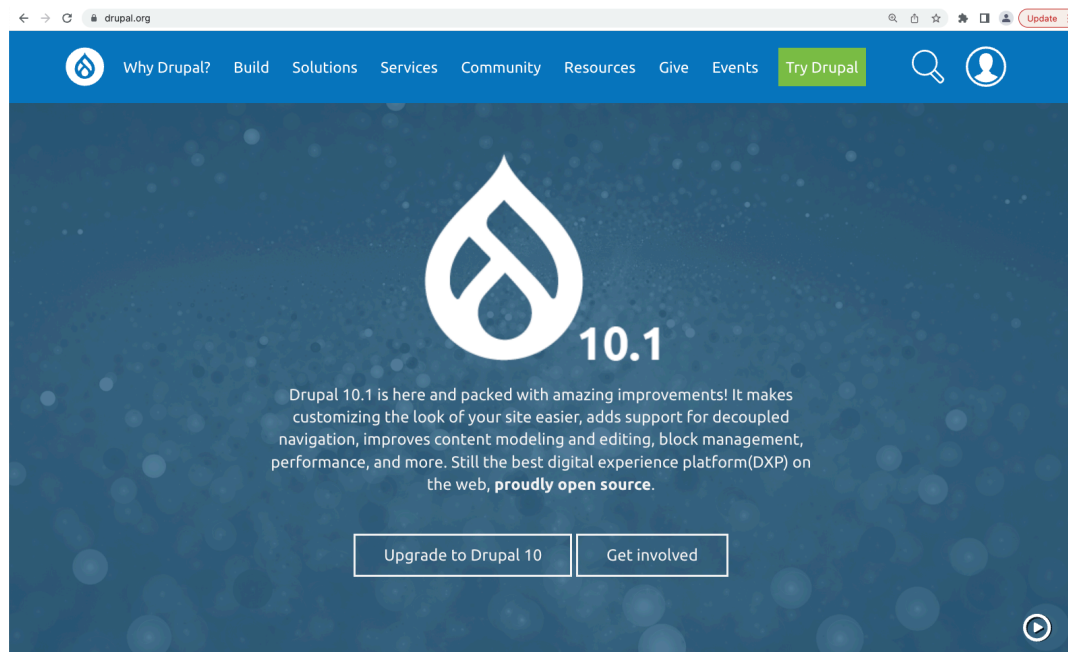 drupal.org
Update
Why Drupal? Build Solutions Services Community Resources Give Events Try Drupal
10.1
Drupal 10.1 is here and packed with amazing improvements! It makes
customizing the look of your site easier, adds support for decoupled
navigation, improves content modeling and editing, block management,
performance, and more. Still the best digital experience platform(DXP) on
the web, proudly open source.
Upgrade to Drupal 10 Get involved